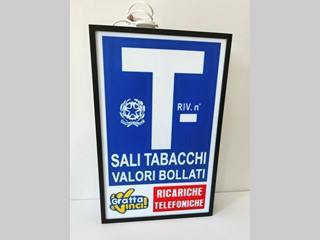 T
RIV. n°
SALI TABACCHI
VALORI BOLLATI
Gratta
e Vinci!
RICARICHE
TELEFONICHE